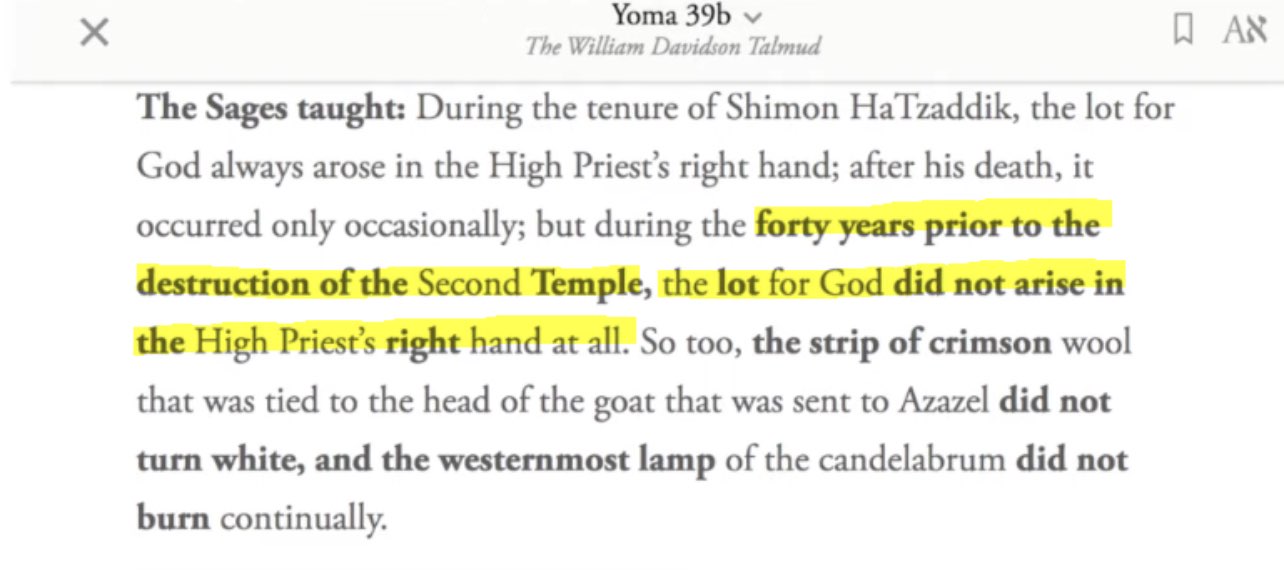 Yoma 39b
The William Davidson Talmud
Aא
The Sages taught: During the tenure of Shimon HaTzaddik, the lot for
God always arose in the High Priest's right hand; after his death, it
occurred only occasionally; but during the forty years prior to the
destruction of the Second Temple, the lot for God did not arise in
the High Priest's right hand at all. So too, the strip of crimson wool
that was tied to the head of the goat that was sent to Azazel did not
turn white, and the westernmost lamp of the candelabrum did not
burn continually.